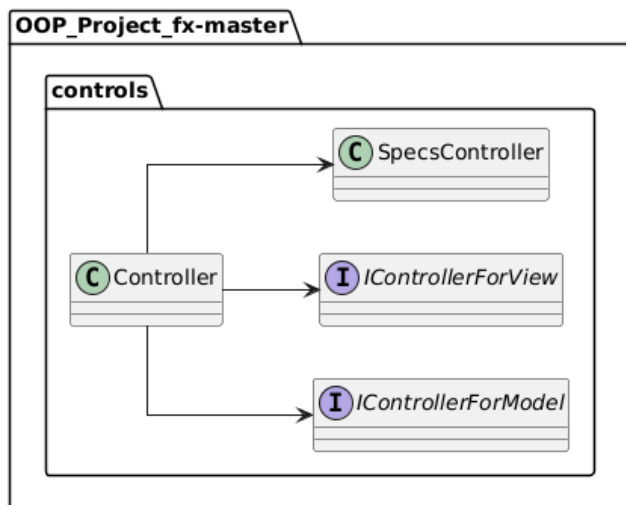 OOP_Project_fx-master
controls
C SpecsController
C Controller
I IControllerForView
I IControllerForModel